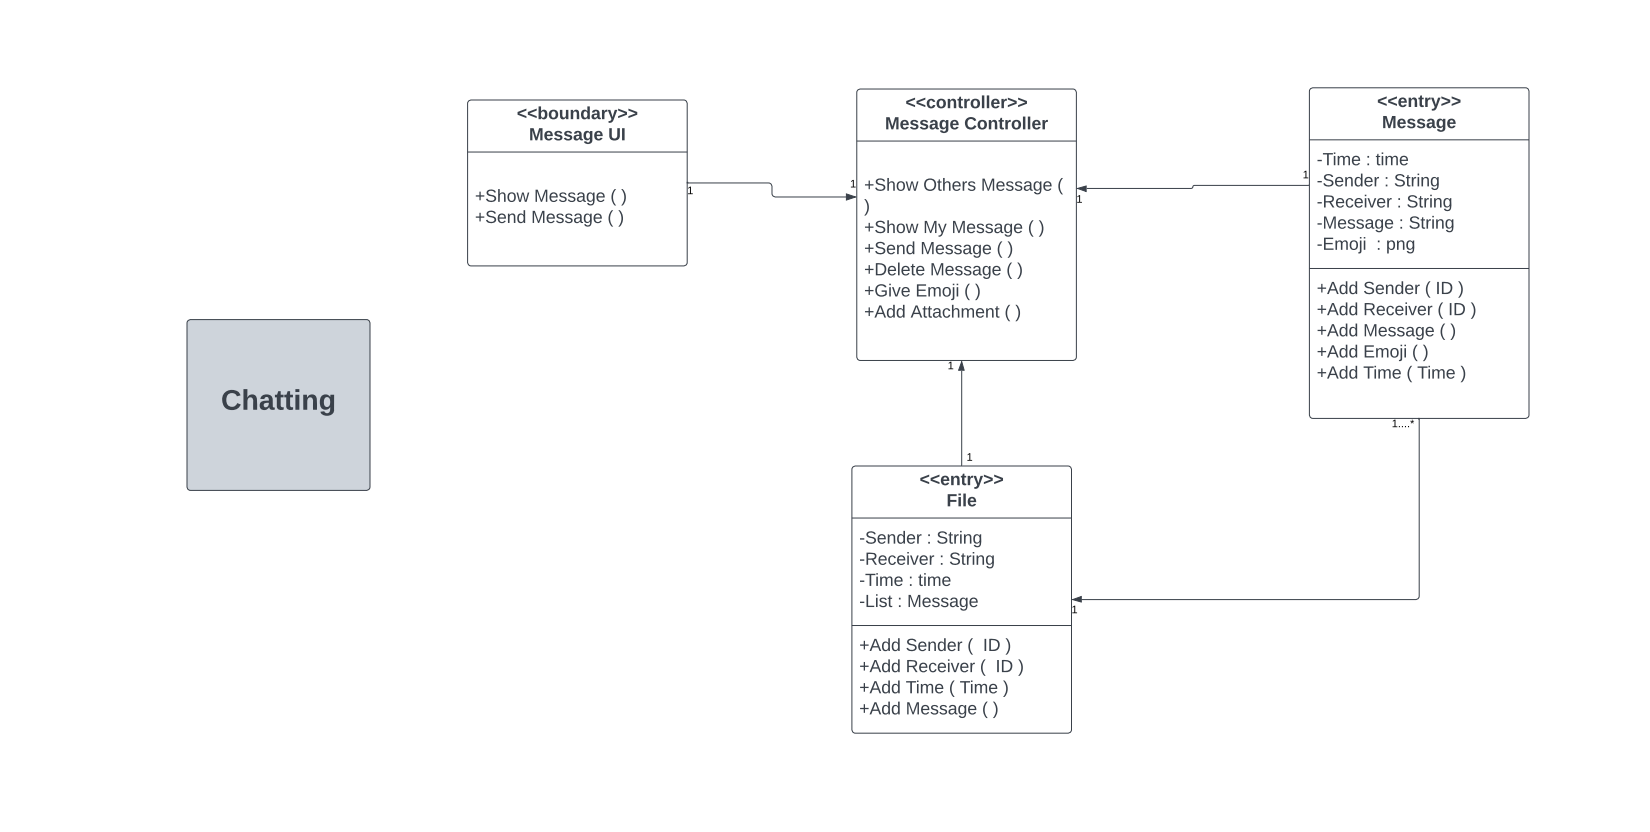 <<boundary>>
Message UI
+Show Message ( )
+Send Message ( )
1
1
<<controller>>
Message Controller
+Show Others Message (
)
+Show My Message ( )
+Send Message ( )
+Delete Message ( )
+Give Emoji ( )
+Add Attachment ( )
1
1
<<entry>>
Message
-Time : time
-Sender : String
-Receiver : String
-Message : String
-Emoji  : png
+Add Sender ( ID )
+Add Receiver ( ID )
+Add Message ( )
+Add Emoji ( )
+Add Time ( Time )
1....*
Chatting
1
1
<<entry>>
File
-Sender : String
-Receiver : String
-Time : time
-List : Message
+Add Sender (  ID )
+Add Receiver (  ID )
+Add Time ( Time )
+Add Message ( )
1